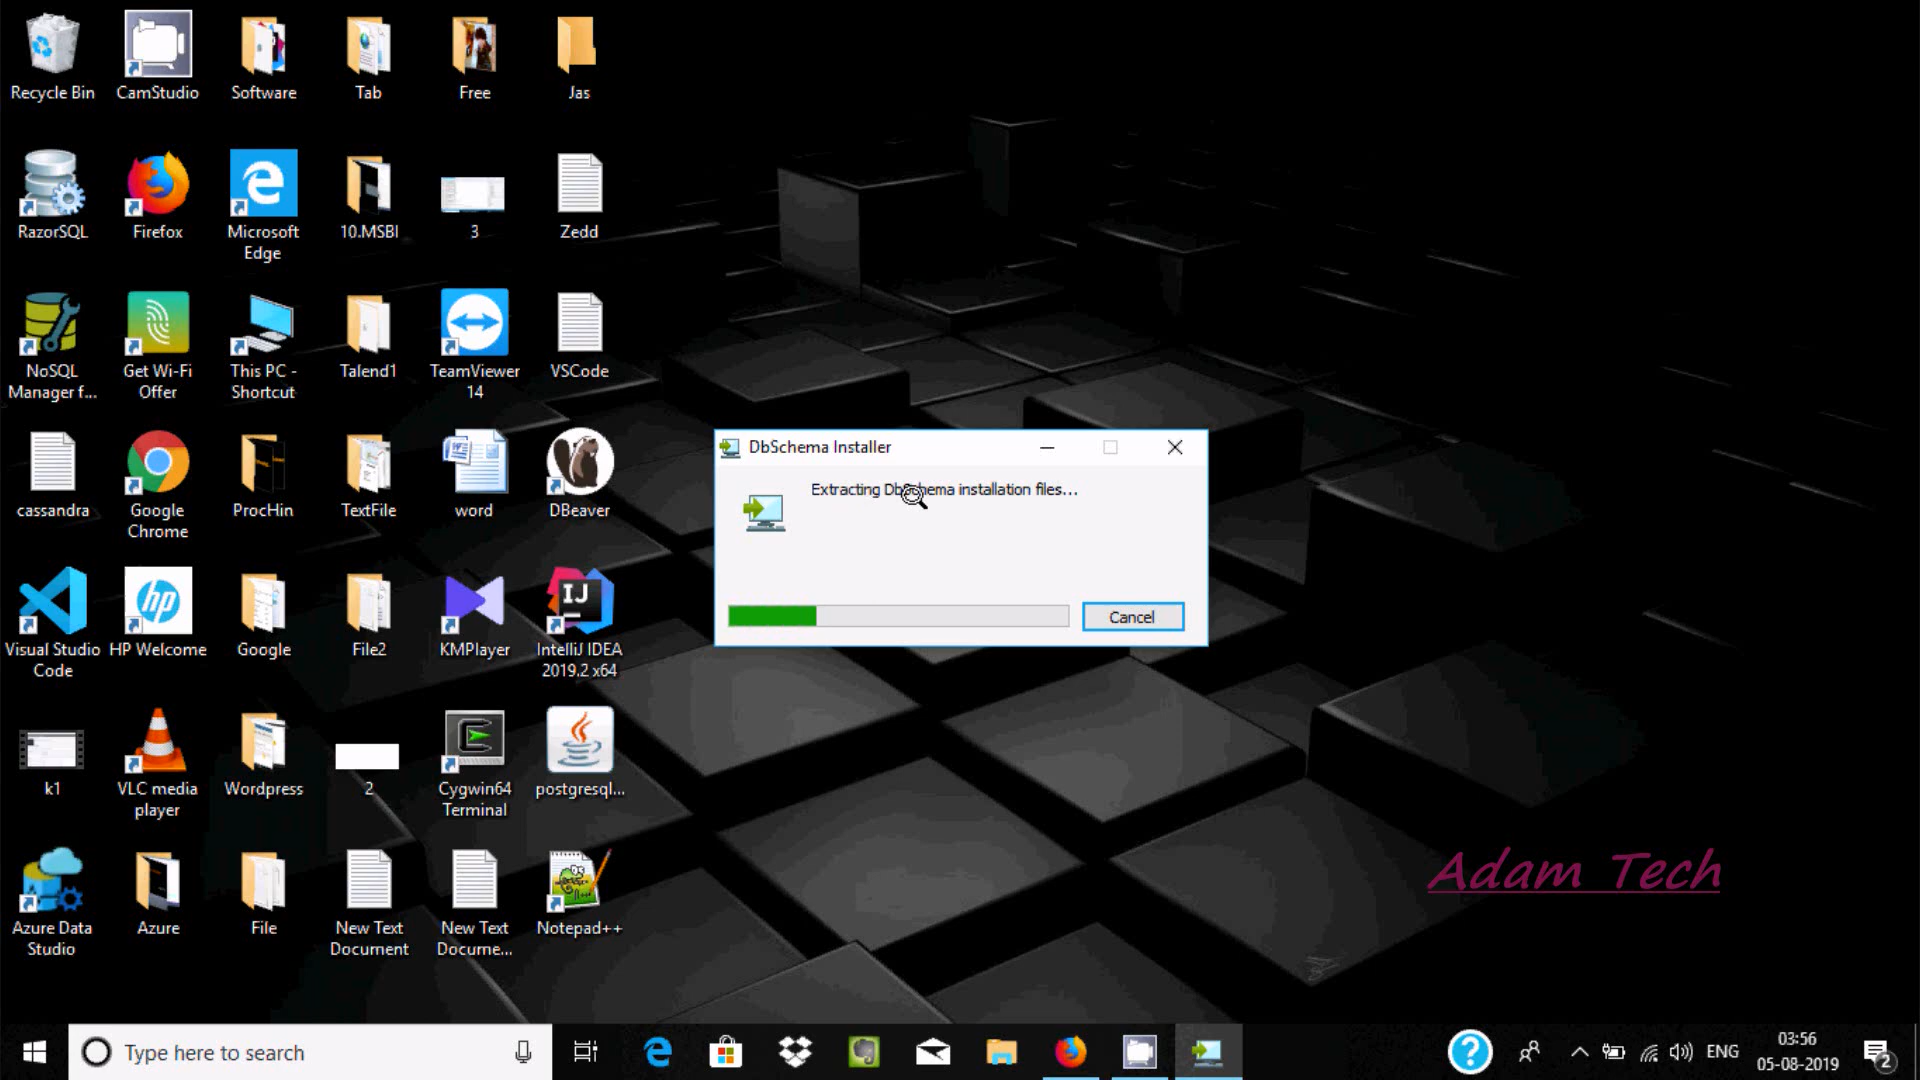 Recycle Bin
CamStudio
Software
Tab
Free
Jas
RazorSQL
Firefox
Microsoft
Edge
10.MSBI
3
Zedd
NoSQL
Manager f...
Get Wi-Fi
Offer
This PC -
Shortcut
Talend1
TeamViewer
14
VSCode
cassandra
Google
Chrome
ProcHin
TextFile
word
DBeaver
DbSchema Installer
Extracting DbSchema installation files...
Cancel
Visual Studio
Code
hp
HP Welcome
Google
File2
KMPlayer
IJ
IntelliJ IDEA
2019.2 x64
k1
VLC media
player
Wordpress
2
Cygwin64
Terminal
postgresql...
Azure Data
Studio
Azure
File
New Text
Document
New Text
Docume...
Notepad++
Adam Tech
Type here to search
ENG
03:56
05-08-2019
2